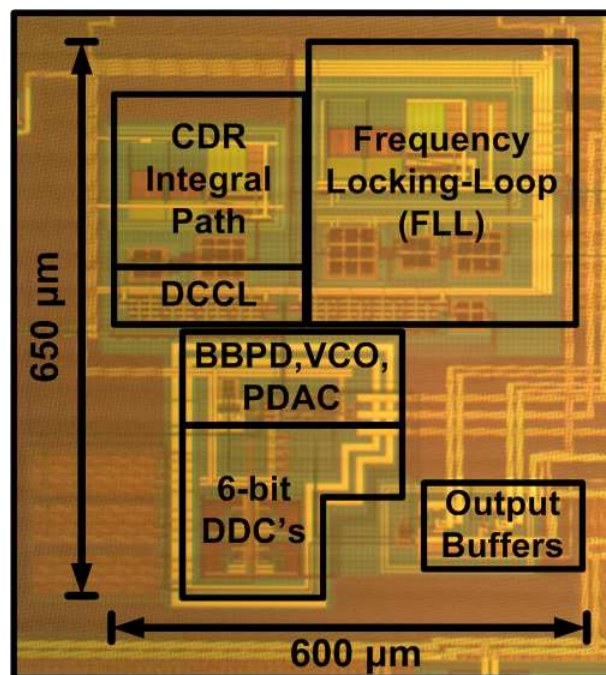 CDR
Integral
Path
Frequency
Locking-Loop
(FLL)
DCCL
650 µm
BBPD,VCO,
PDAC
6-bit
DDC's
Output
Buffers
600 µm